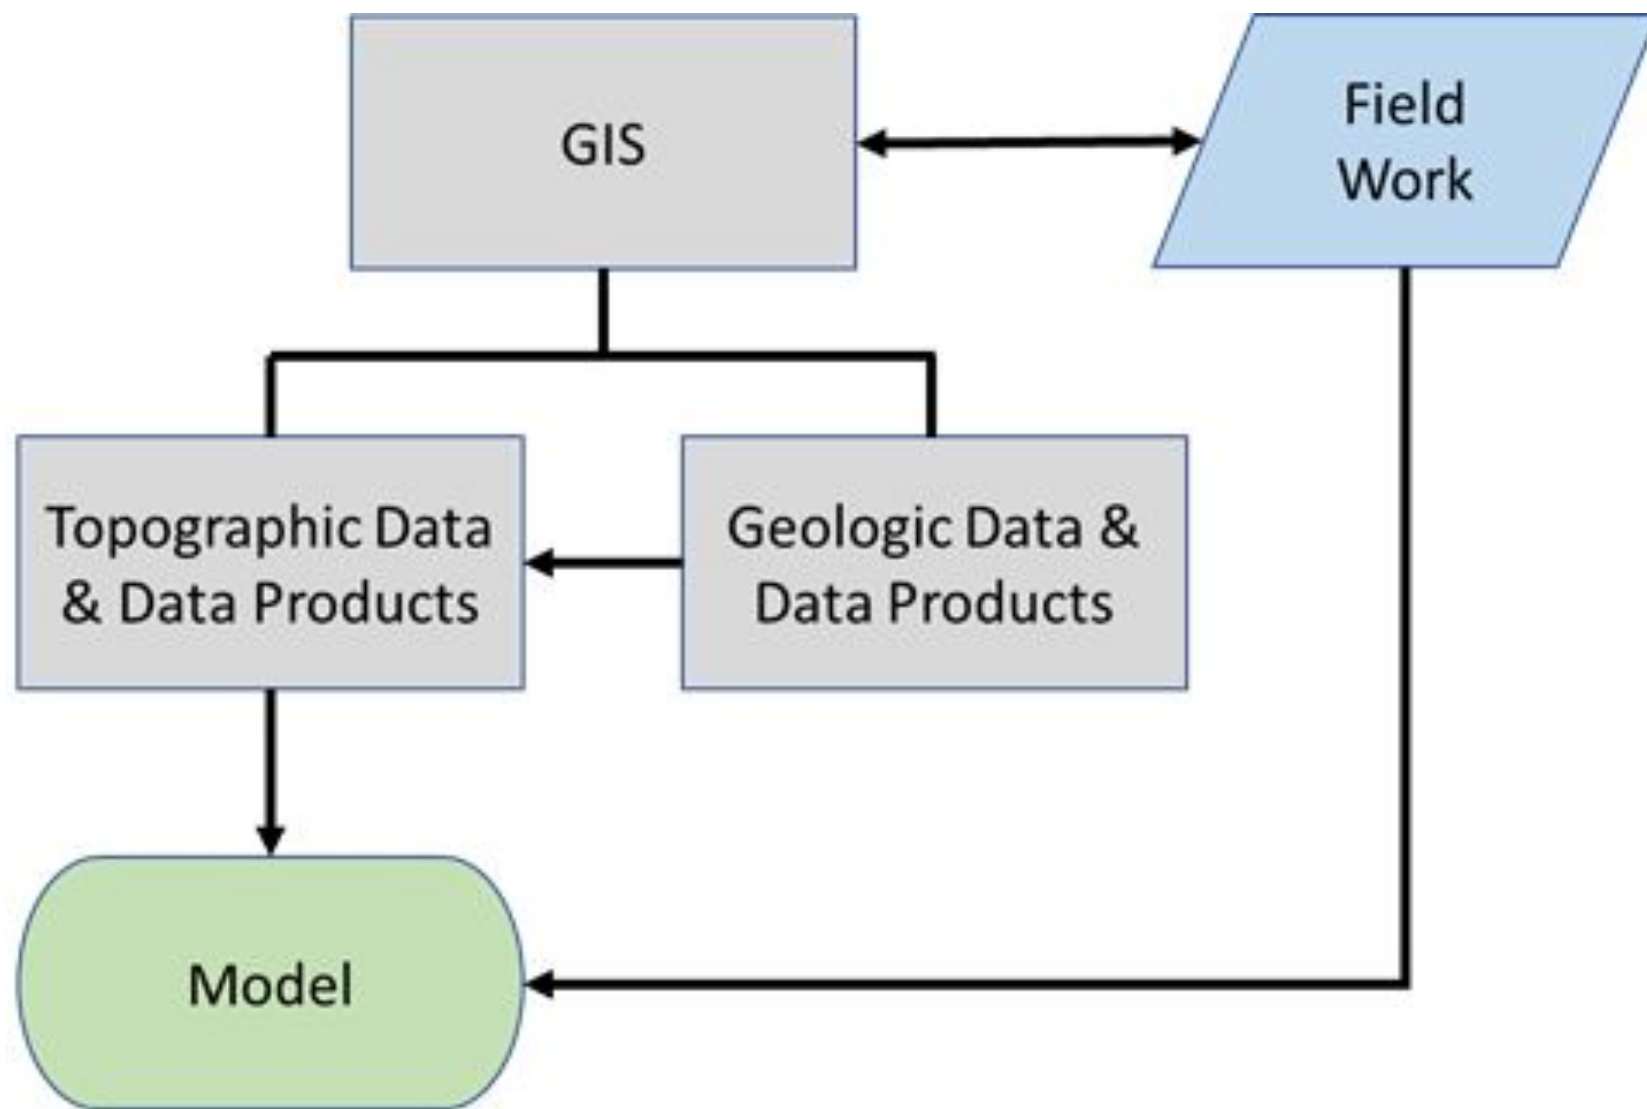 GIS
Field
Work
Topographic Data
& Data Products
Geologic Data &
Data Products
Model